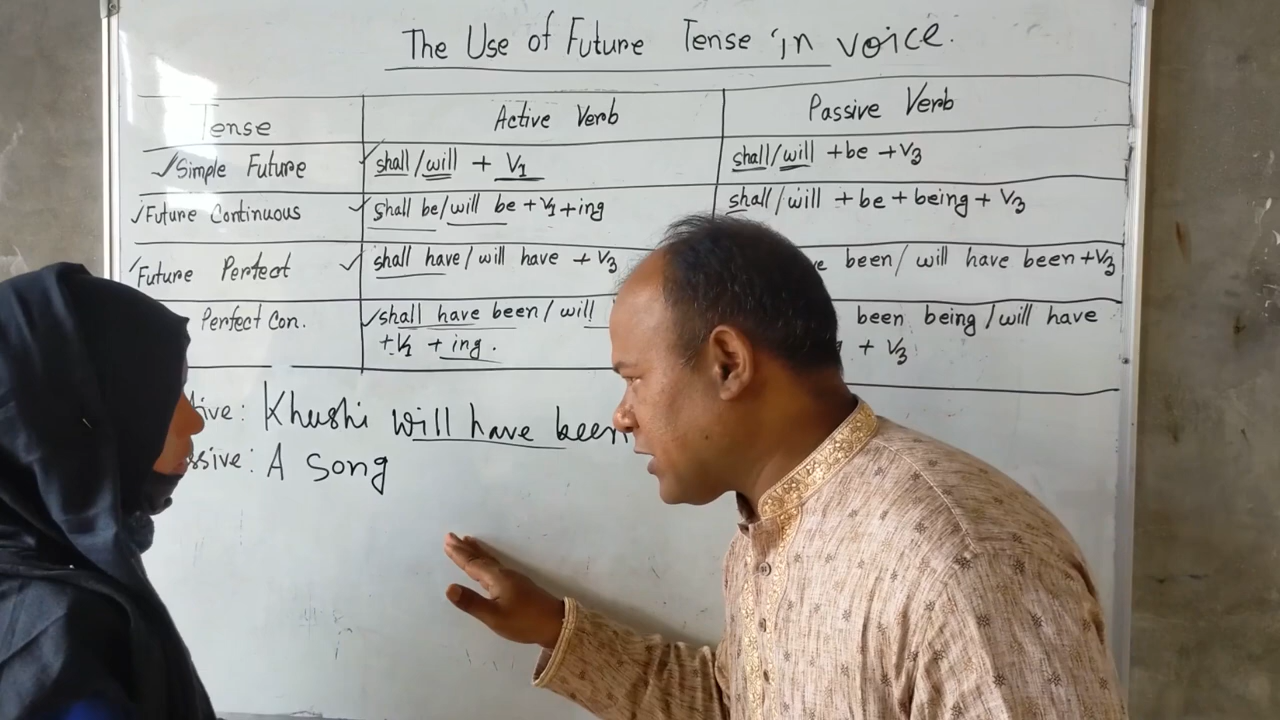 The Use of Future Tense in voice.
Tense Active Verb Passive Verb
Simple Future shall/will + V1 shall/will +be +V3
Future Continuous shall be/will be +V1+ing shall/will + be + being + V3
Future Perfect shall have/ will have +V3 been/ will have been+V3
Perfect Con. shall have been/ will been being /will have
+V1 +ing. + V3
Khushi will have been
A song